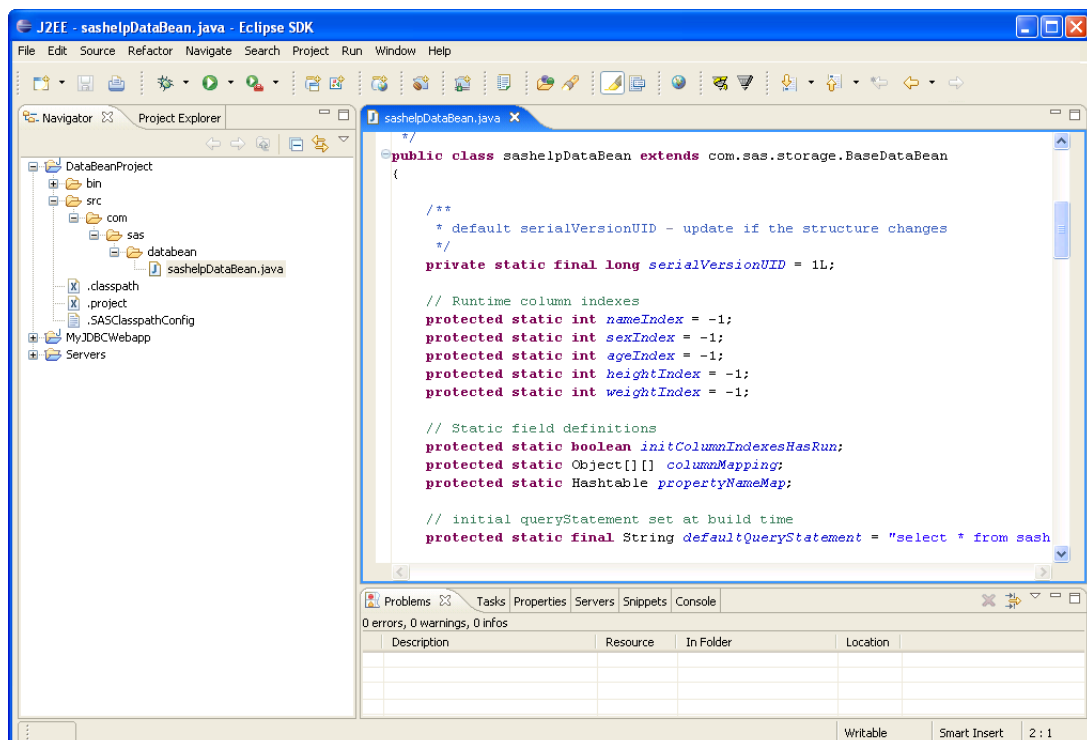 J2EE - sashelpDataBean.java - Eclipse SDK
File Edit Source Refactor Navigate Search Project Run Window Help
Navigator Project Explorer
DataBeanProject
bin
src
com
sas
databean
sashelpDataBean.java
.classpath
.project
.SASClasspathConfig
MyJDBCWebapp
Servers
sashelpDataBean.java
*/
public class sashelpDataBean extends com.sas.storage.BaseDataBean
{
/**
* default serialVersionUID - update if the structure changes
*/
private static final long serialVersionUID = 1L;
// Runtime column indexes
protected static int nameIndex = -1;
protected static int sexIndex = -1;
protected static int ageIndex = -1;
protected static int heightIndex = -1;
protected static int weightIndex = -1;
// Static field definitions
protected static boolean initColumnIndexesHasRun;
protected static Object[][] columnMapping;
protected static Hashtable propertyNameMap;
// initial queryStatement set at build time
protected static final String defaultQueryStatement = "select * from sash
Problems Tasks Properties Servers Snippets Console
0 errors, 0 warnings, 0 infos
Description Resource In Folder Location
Writable Smart Insert 2 : 1